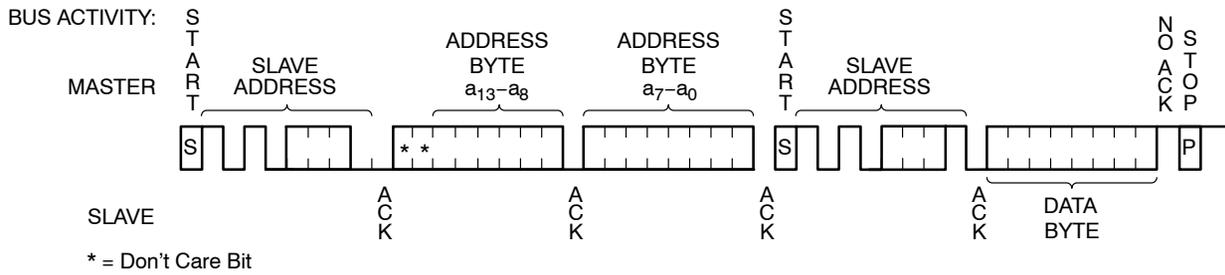 BUS ACTIVITY:
MASTER
START
SLAVE
ADDRESS
ADDRESS
BYTE
a13–a8
ADDRESS
BYTE
a7–a0
START
SLAVE
ADDRESS
NO ACK
STOP
S
* *
S
P
SLAVE
ACK
ACK
ACK
ACK
DATA
BYTE
* = Don't Care Bit